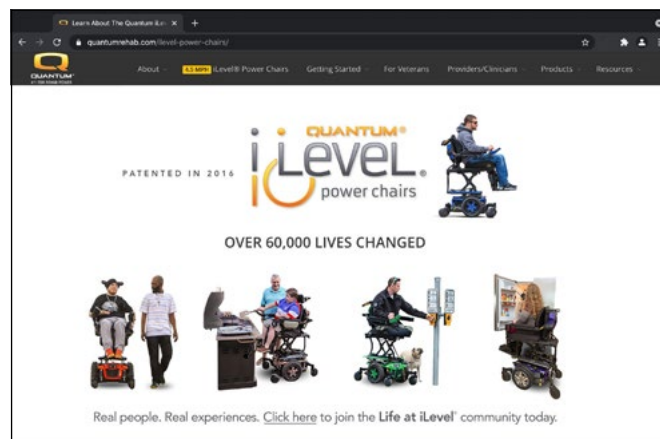 Learn About The Quantum iLev
quantumrehab.com/ilevel-power-chairs/
QUANTUM
About
4.5 MPH iLevel® Power Chairs
Getting Started
For Veterans
Providers/Clinicians
Products
Resources
PATENTED IN 2016
QUANTUM®
iLeveL®
power chairs
OVER 60,000 LIVES CHANGED
Real people. Real experiences. Click here to join the Life at iLevel® community today.